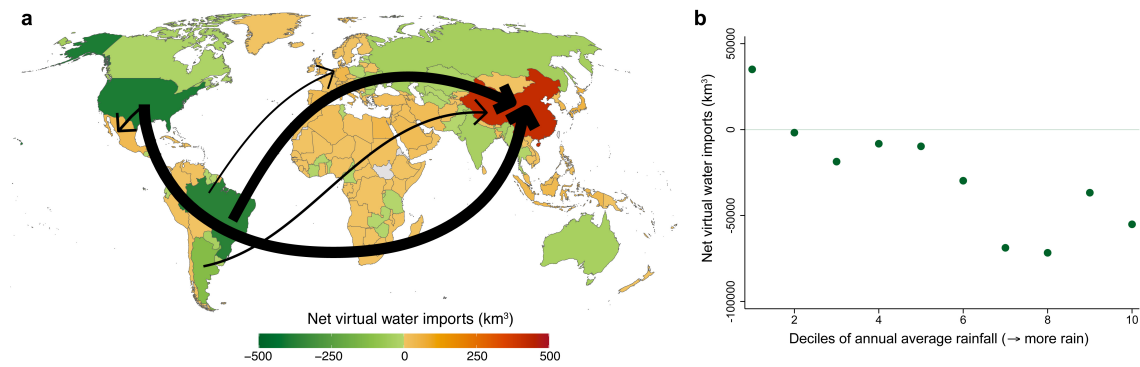 a
Net virtual water imports (km³)
−500
−250
0
250
500
b
Net virtual water imports (km³)
50000
0
-50000
-100000
2
4
6
8
10
Deciles of annual average rainfall (→ more rain)